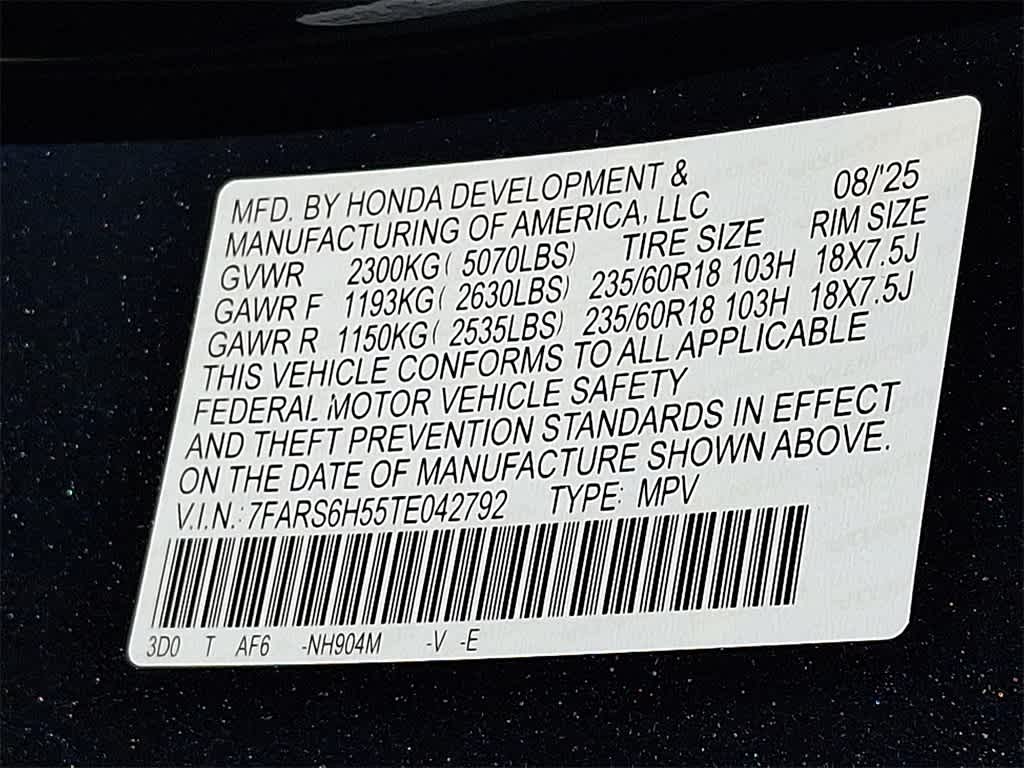 MFD. BY HONDA DEVELOPMENT & 08/'25
MANUFACTURING OF AMERICA, LLC
GVWR 2300KG( 5070LBS) TIRE SIZE RIM SIZE
GAWR F 1193KG( 2630LBS) 235/60R18 103H 18X7.5J
GAWR R 1150KG( 2535LBS) 235/60R18 103H 18X7.5J
THIS VEHICLE CONFORMS TO ALL APPLICABLE
FEDERAL MOTOR VEHICLE SAFETY
AND THEFT PREVENTION STANDARDS IN EFFECT
ON THE DATE OF MANUFACTURE SHOWN ABOVE.
V.I.N.: 7FARS6H55TE042792 TYPE: MPV
3D0 T AF6 -NH904M -V -E